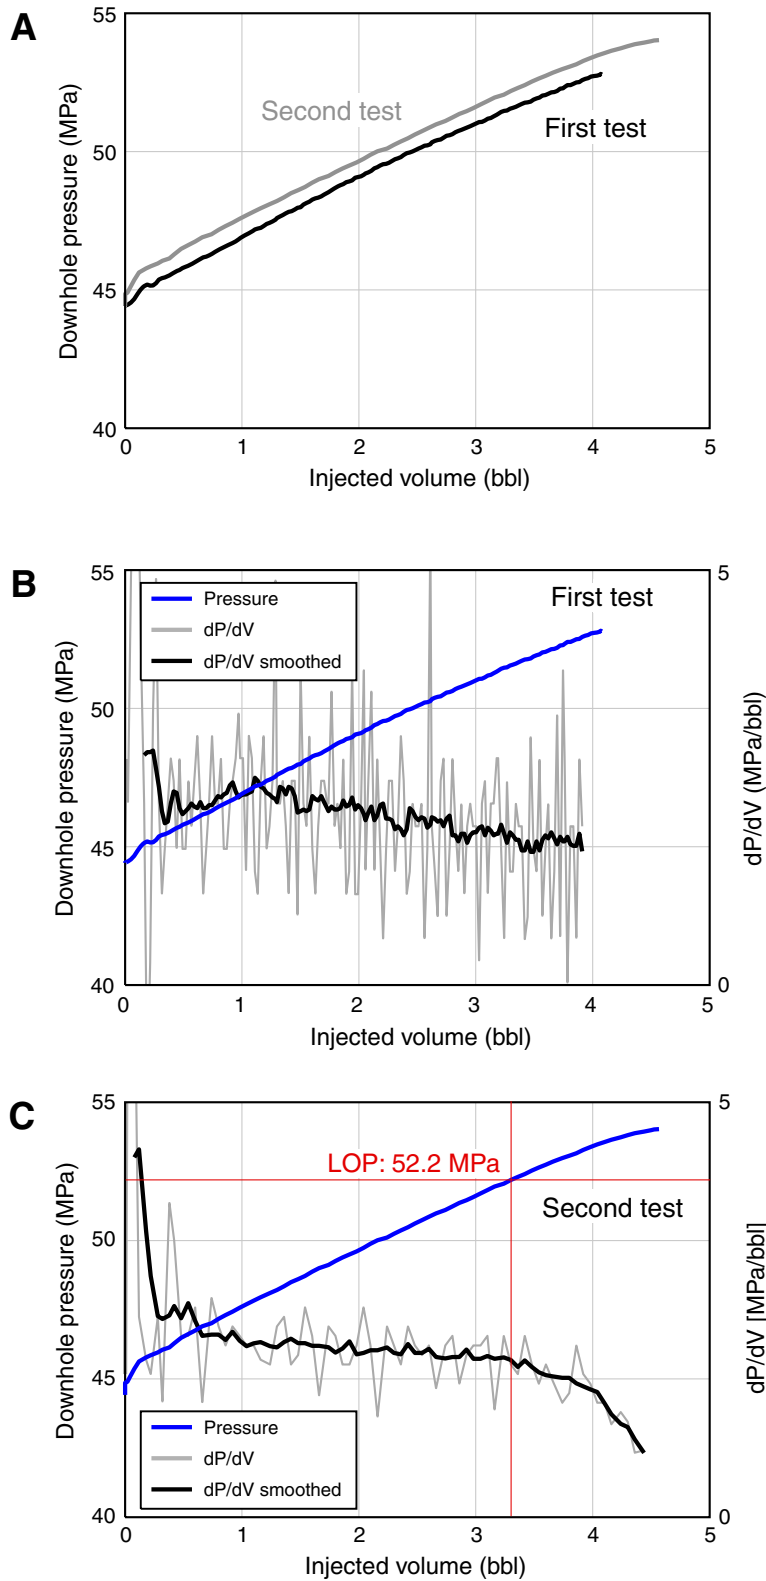 A
55
50
45
40
Downhole pressure (MPa)
Second test
First test
0 1 2 3 4 5
Injected volume (bbl)
B
55
50
45
40
Downhole pressure (MPa)
Pressure
dP/dV
dP/dV smoothed
First test
5
0
dP/dV (MPa/bbl)
0 1 2 3 4 5
Injected volume (bbl)
C
55
50
45
40
Downhole pressure (MPa)
LOP: 52.2 MPa
Second test
Pressure
dP/dV
dP/dV smoothed
5
0
dP/dV [MPa/bbl]
0 1 2 3 4 5
Injected volume (bbl)